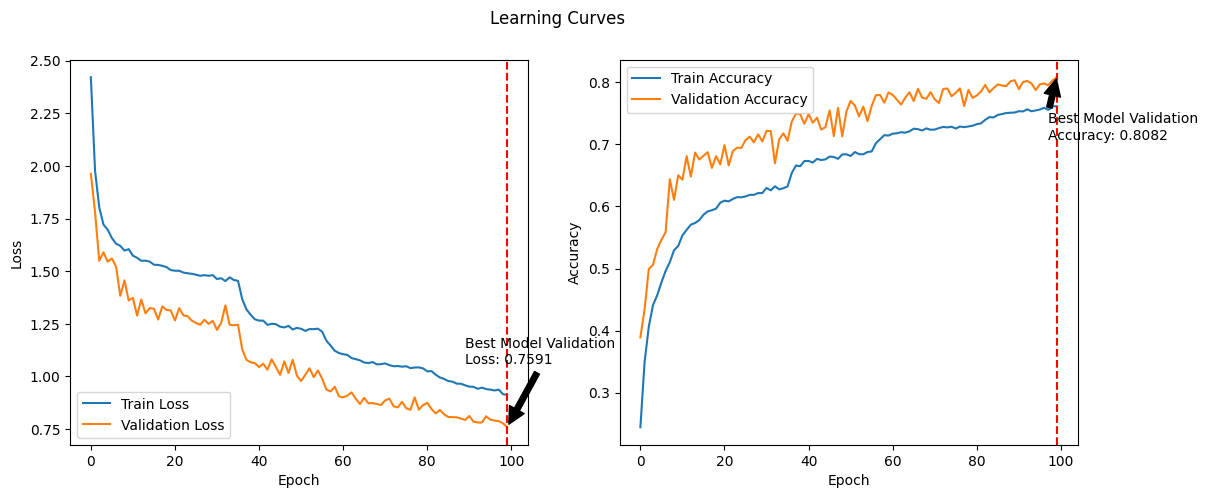 Learning Curves
2.50
2.25
2.00
1.75
1.50
1.25
1.00
0.75
Loss
Best Model Validation
Loss: 0.7591
Train Loss
Validation Loss
0
20
40
60
80
100
Epoch
0.8
0.7
0.6
0.5
0.4
0.3
Accuracy
Train Accuracy
Validation Accuracy
Best Model Validation
Accuracy: 0.8082
0
20
40
60
80
100
Epoch